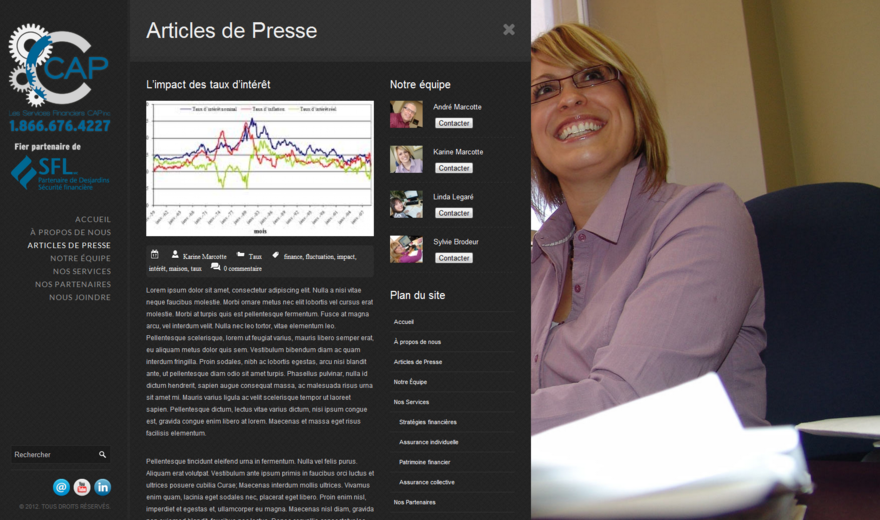 CAP
Les Services Financiers CAP inc
1.866.676.4227
Fier partenaire de
SFL
Partenaire de Desjardins
Sécurité financière
ACCUEIL
À PROPOS DE NOUS
ARTICLES DE PRESSE
NOTRE ÉQUIPE
NOS SERVICES
NOS PARTENAIRES
NOUS JOINDRE
Rechercher
© 2012. TOUS DROITS RÉSERVÉS.
Articles de Presse
L'impact des taux d'intérêt
Taux d'intérêt nominal Taux d'inflation Taux d'intérêt réel
mois
Karine Marcotte Taux finance, fluctuation, impact,
intérêt, maison, taux 0 commentaire
Lorem ipsum dolor sit amet, consectetur adipiscing elit. Nulla a nisi vitae
neque faucibus molestie. Morbi ornare metus nec elit lobortis vel cursus erat
molestie. Morbi at turpis quis est pellentesque fermentum. Fusce at magna
arcu, vel interdum velit. Nulla nec leo tortor, vitae elementum leo.
Pellentesque scelerisque, lorem ut feugiat varius, mauris libero semper erat,
eu aliquam metus dolor quis sem. Vestibulum bibendum diam ac quam
interdum fringilla. Proin sodales, nibh ac lobortis egestas, arcu nisi blandit
ante, ut pellentesque diam odio sit amet turpis. Phasellus pulvinar, nulla id
dictum hendrerit, sapien augue consequat massa, ac malesuada risus urna
sit amet mi. Mauris varius ligula ac velit scelerisque tempor ut laoreet
sapien. Pellentesque dictum, lectus vitae varius dictum, nisi ipsum congue
est, gravida congue enim libero at lorem. Maecenas et massa eget risus
facilisis elementum.
Pellentesque tincidunt eleifend urna in fermentum. Nulla vel felis purus.
Aliquam erat volutpat. Vestibulum ante ipsum primis in faucibus orci luctus et
ultrices posuere cubilia Curae; Maecenas interdum mollis ultrices. Vivamus
enim quam, lacinia eget sodales nec, placerat eget libero. Proin enim nisl,
imperdiet et egestas et, ullamcorper eu magna. Maecenas nisl diam, gravida
Notre équipe
André Marcotte
Contacter
Karine Marcotte
Contacter
Linda Legaré
Contacter
Sylvie Brodeur
Contacter
Plan du site
Accueil
À propos de nous
Articles de Presse
Notre Équipe
Nos Services
Stratégies financières
Assurance individuelle
Patrimoine financier
Assurance collective
Nos Partenaires